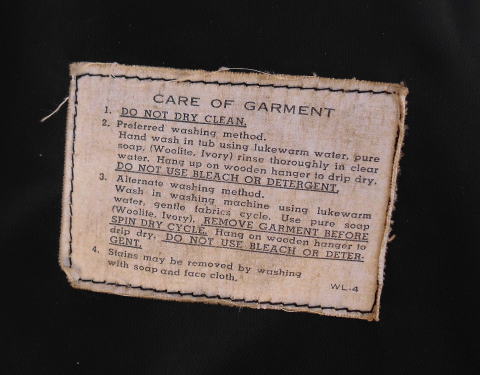 CARE OF GARMENT
1. DO NOT DRY CLEAN.
2. Preferred washing method.
Hand wash in tub using lukewarm water, pure
soap, (Woolite, Ivory) rinse thoroughly in clear
water. Hang up on wooden hanger to drip dry.
DO NOT USE BLEACH OR DETERGENT.
3. Alternate washing method.
Wash in washing machine using lukewarm
water, gentle fabrics cycle. Use pure soap
(Woolite, Ivory). REMOVE GARMENT BEFORE
SPIN DRY CYCLE. Hang on wooden hanger to
drip dry. DO NOT USE BLEACH OR DETER-
GENT.
4. Stains may be removed by washing
with soap and face cloth.
WL-4